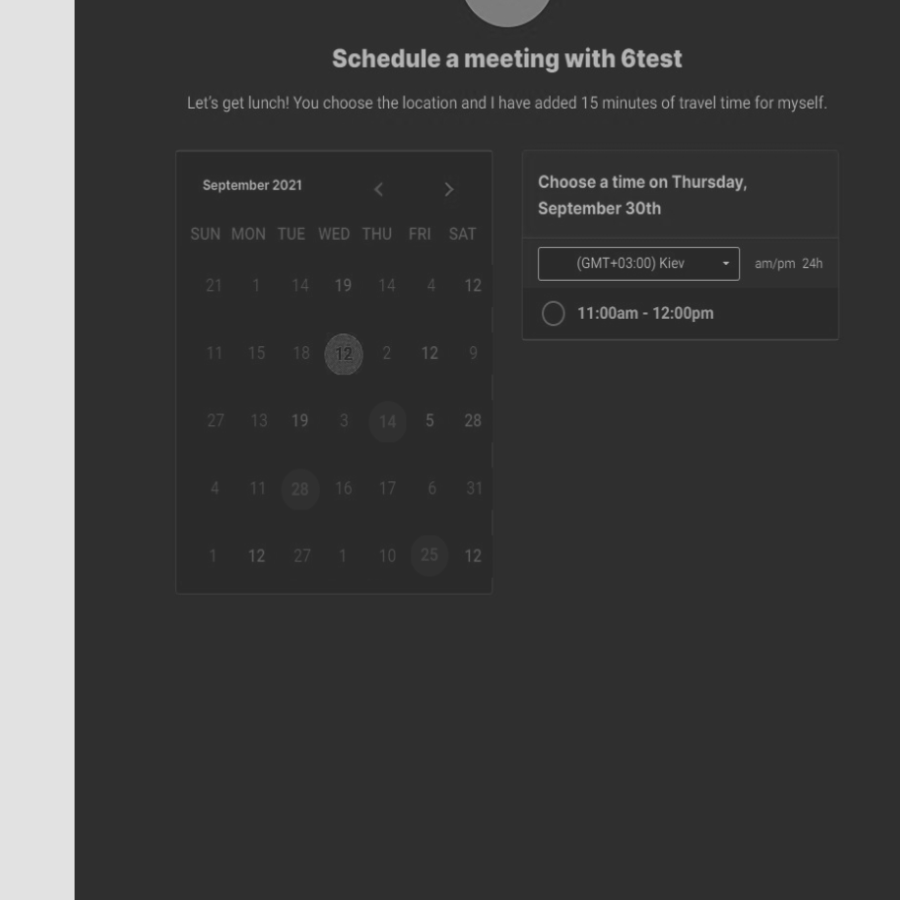 Schedule a meeting with 6test
Let's get lunch! You choose the location and I have added 15 minutes of travel time for myself.
September 2021
SUN MON TUE WED THU FRI SAT
21 1 14 19 14 4 12
11 15 18 12 2 12 9
27 13 19 3 14 5 28
4 11 28 16 17 6 31
1 12 27 1 10 25 12
Choose a time on Thursday,
September 30th
(GMT+03:00) Kiev am/pm 24h
11:00am - 12:00pm